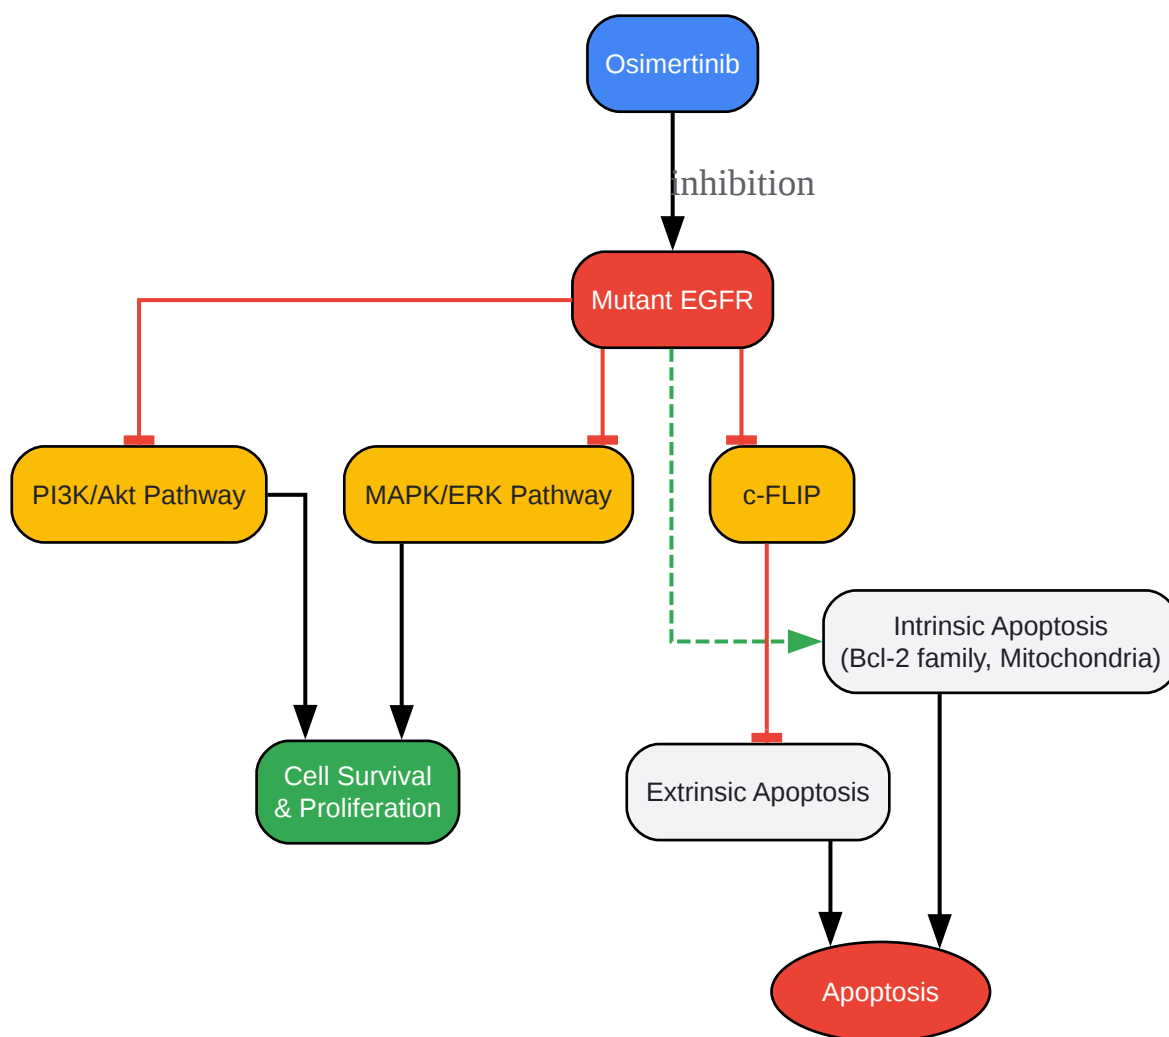 Osimertinib
inhibition
Mutant EGFR
PI3K/Akt Pathway
MAPK/ERK Pathway
c-FLIP
Intrinsic Apoptosis
(Bcl-2 family, Mitochondria)
Cell Survival
& Proliferation
Extrinsic Apoptosis
Apoptosis